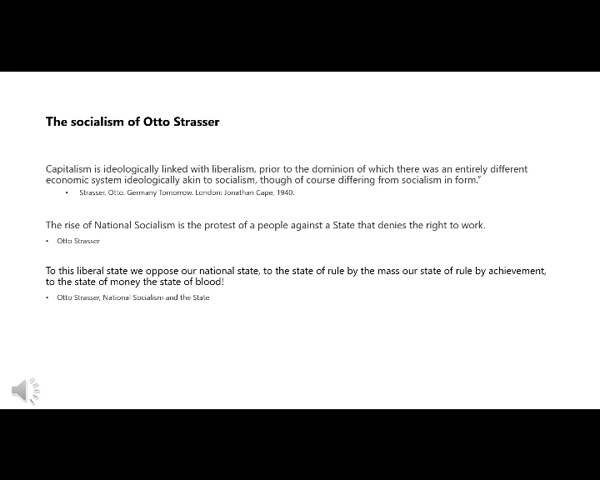 The socialism of Otto Strasser
Capitalism is ideologically linked with liberalism, prior to the dominion of which there was an entirely different
economic system ideologically akin to socialism, though of course differing from socialism in form."
• Strasser, Otto. Germany Tomorrow. London: Jonathan Cape, 1940.
The rise of National Socialism is the protest of a people against a State that denies the right to work.
• Otto Strasser
To this liberal state we oppose our national state, to the state of rule by the mass our state of rule by achievement,
to the state of money the state of blood!
• Otto Strasser, National Socialism and the State